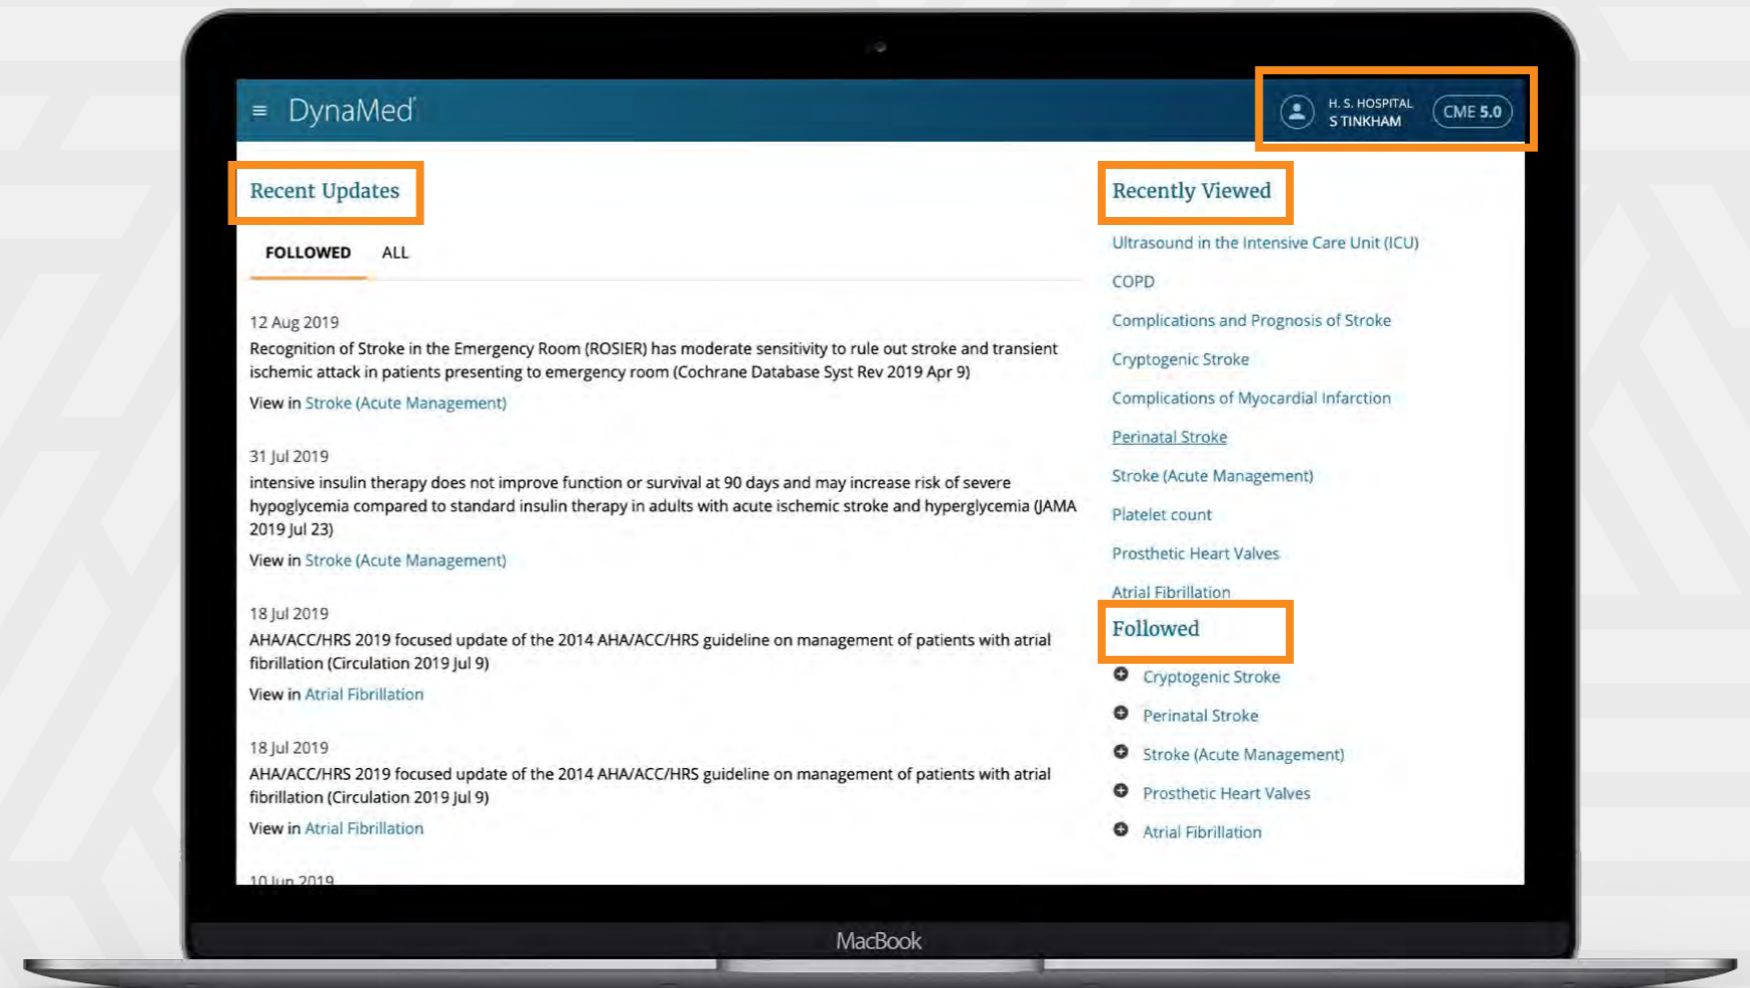 ≡ DynaMed
H. S. HOSPITAL
S TINKHAM
CME 5.0
Recent Updates
FOLLOWED ALL
12 Aug 2019
Recognition of Stroke in the Emergency Room (ROSIER) has moderate sensitivity to rule out stroke and transient
ischemic attack in patients presenting to emergency room (Cochrane Database Syst Rev 2019 Apr 9)
View in Stroke (Acute Management)
31 Jul 2019
intensive insulin therapy does not improve function or survival at 90 days and may increase risk of severe
hypoglycemia compared to standard insulin therapy in adults with acute ischemic stroke and hyperglycemia (JAMA
2019 Jul 23)
View in Stroke (Acute Management)
18 Jul 2019
AHA/ACC/HRS 2019 focused update of the 2014 AHA/ACC/HRS guideline on management of patients with atrial
fibrillation (Circulation 2019 Jul 9)
View in Atrial Fibrillation
18 Jul 2019
AHA/ACC/HRS 2019 focused update of the 2014 AHA/ACC/HRS guideline on management of patients with atrial
fibrillation (Circulation 2019 Jul 9)
View in Atrial Fibrillation
10 Jun 2019
Recently Viewed
Ultrasound in the Intensive Care Unit (ICU)
COPD
Complications and Prognosis of Stroke
Cryptogenic Stroke
Complications of Myocardial Infarction
Perinatal Stroke
Stroke (Acute Management)
Platelet count
Prosthetic Heart Valves
Atrial Fibrillation
Followed
Cryptogenic Stroke
Perinatal Stroke
Stroke (Acute Management)
Prosthetic Heart Valves
Atrial Fibrillation
MacBook